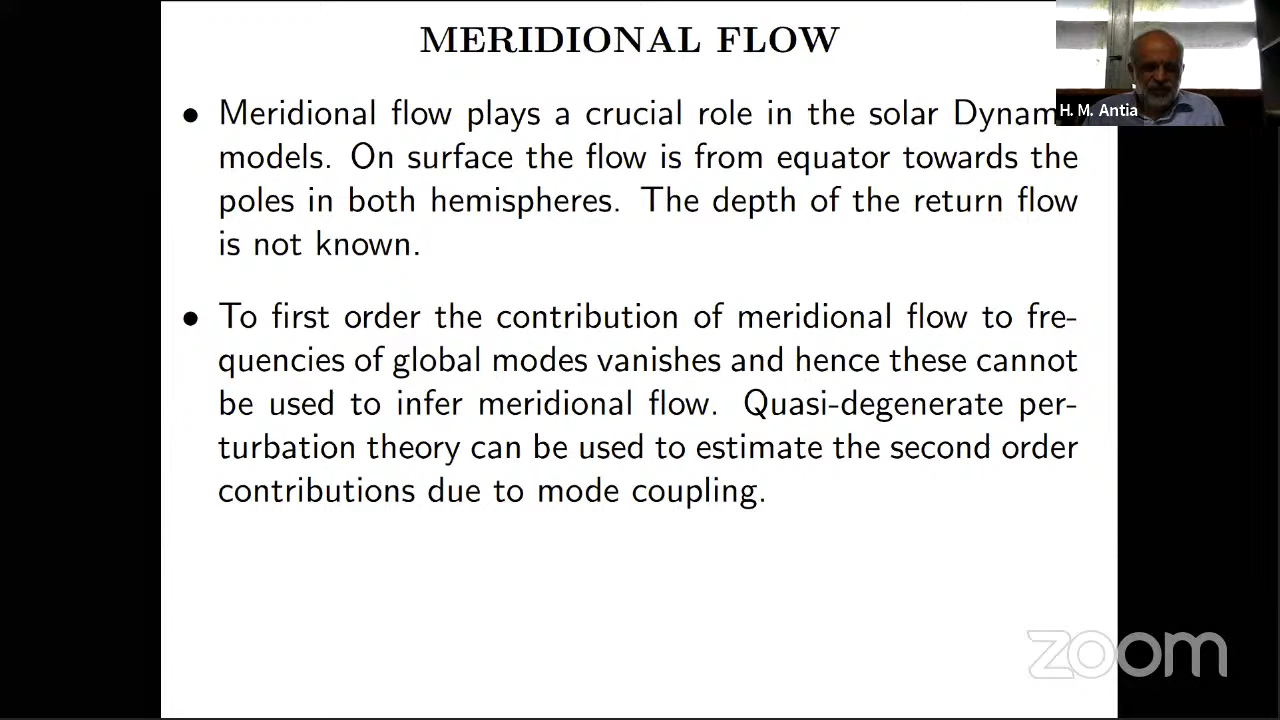 MERIDIONAL FLOW
H. M. Antia
• Meridional flow plays a crucial role in the solar Dynam
models. On surface the flow is from equator towards the
poles in both hemispheres. The depth of the return flow
is not known.
• To first order the contribution of meridional flow to fre-
quencies of global modes vanishes and hence these cannot
be used to infer meridional flow. Quasi-degenerate per-
turbation theory can be used to estimate the second order
contributions due to mode coupling.
zoom